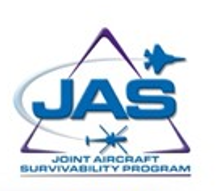 JAS
JOINT AIRCRAFT
SURVIVABILITY PROGRAM